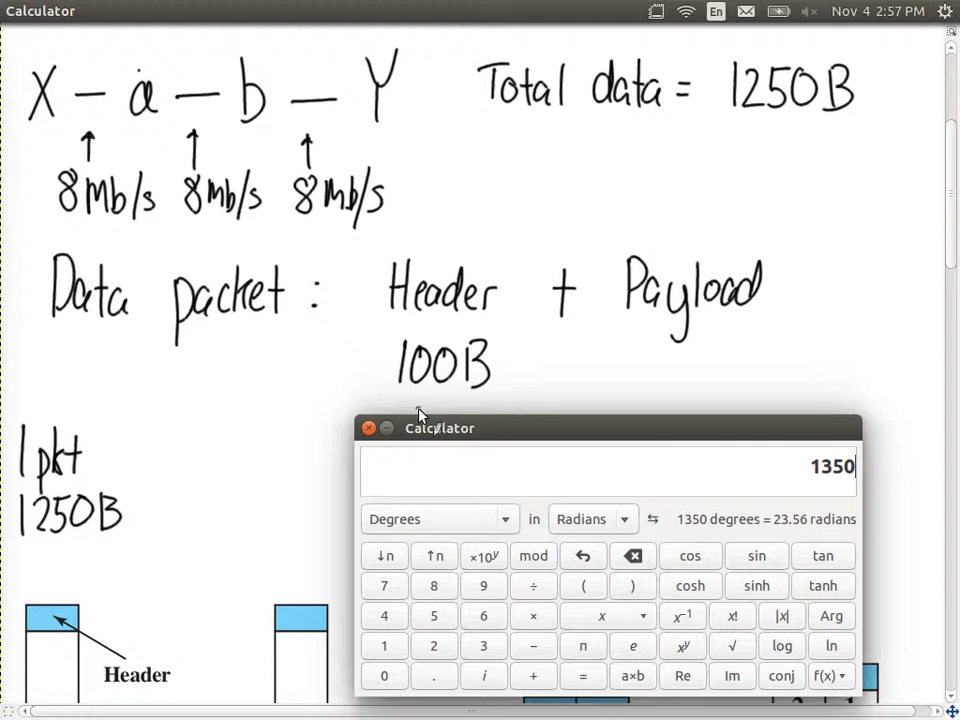 Calculator
En
Nov 4 2:57 PM
X – a – b – Y Total data = 1250B
8mb/s 8mb/s 8mb/s
Data packet : Header + Payload
100B
1 pkt
1250B
Calculator
1350
Degrees in Radians 1350 degrees = 23.56 radians
↓n ↑n ×10ʸ mod cos sin tan
7 8 9 ÷ ( ) cosh sinh tanh
4 5 6 × x x⁻¹ x! |x| Arg
1 2 3 − π e xʸ √ log ln
0 . i + = a×b Re Im conj f(x)
Header